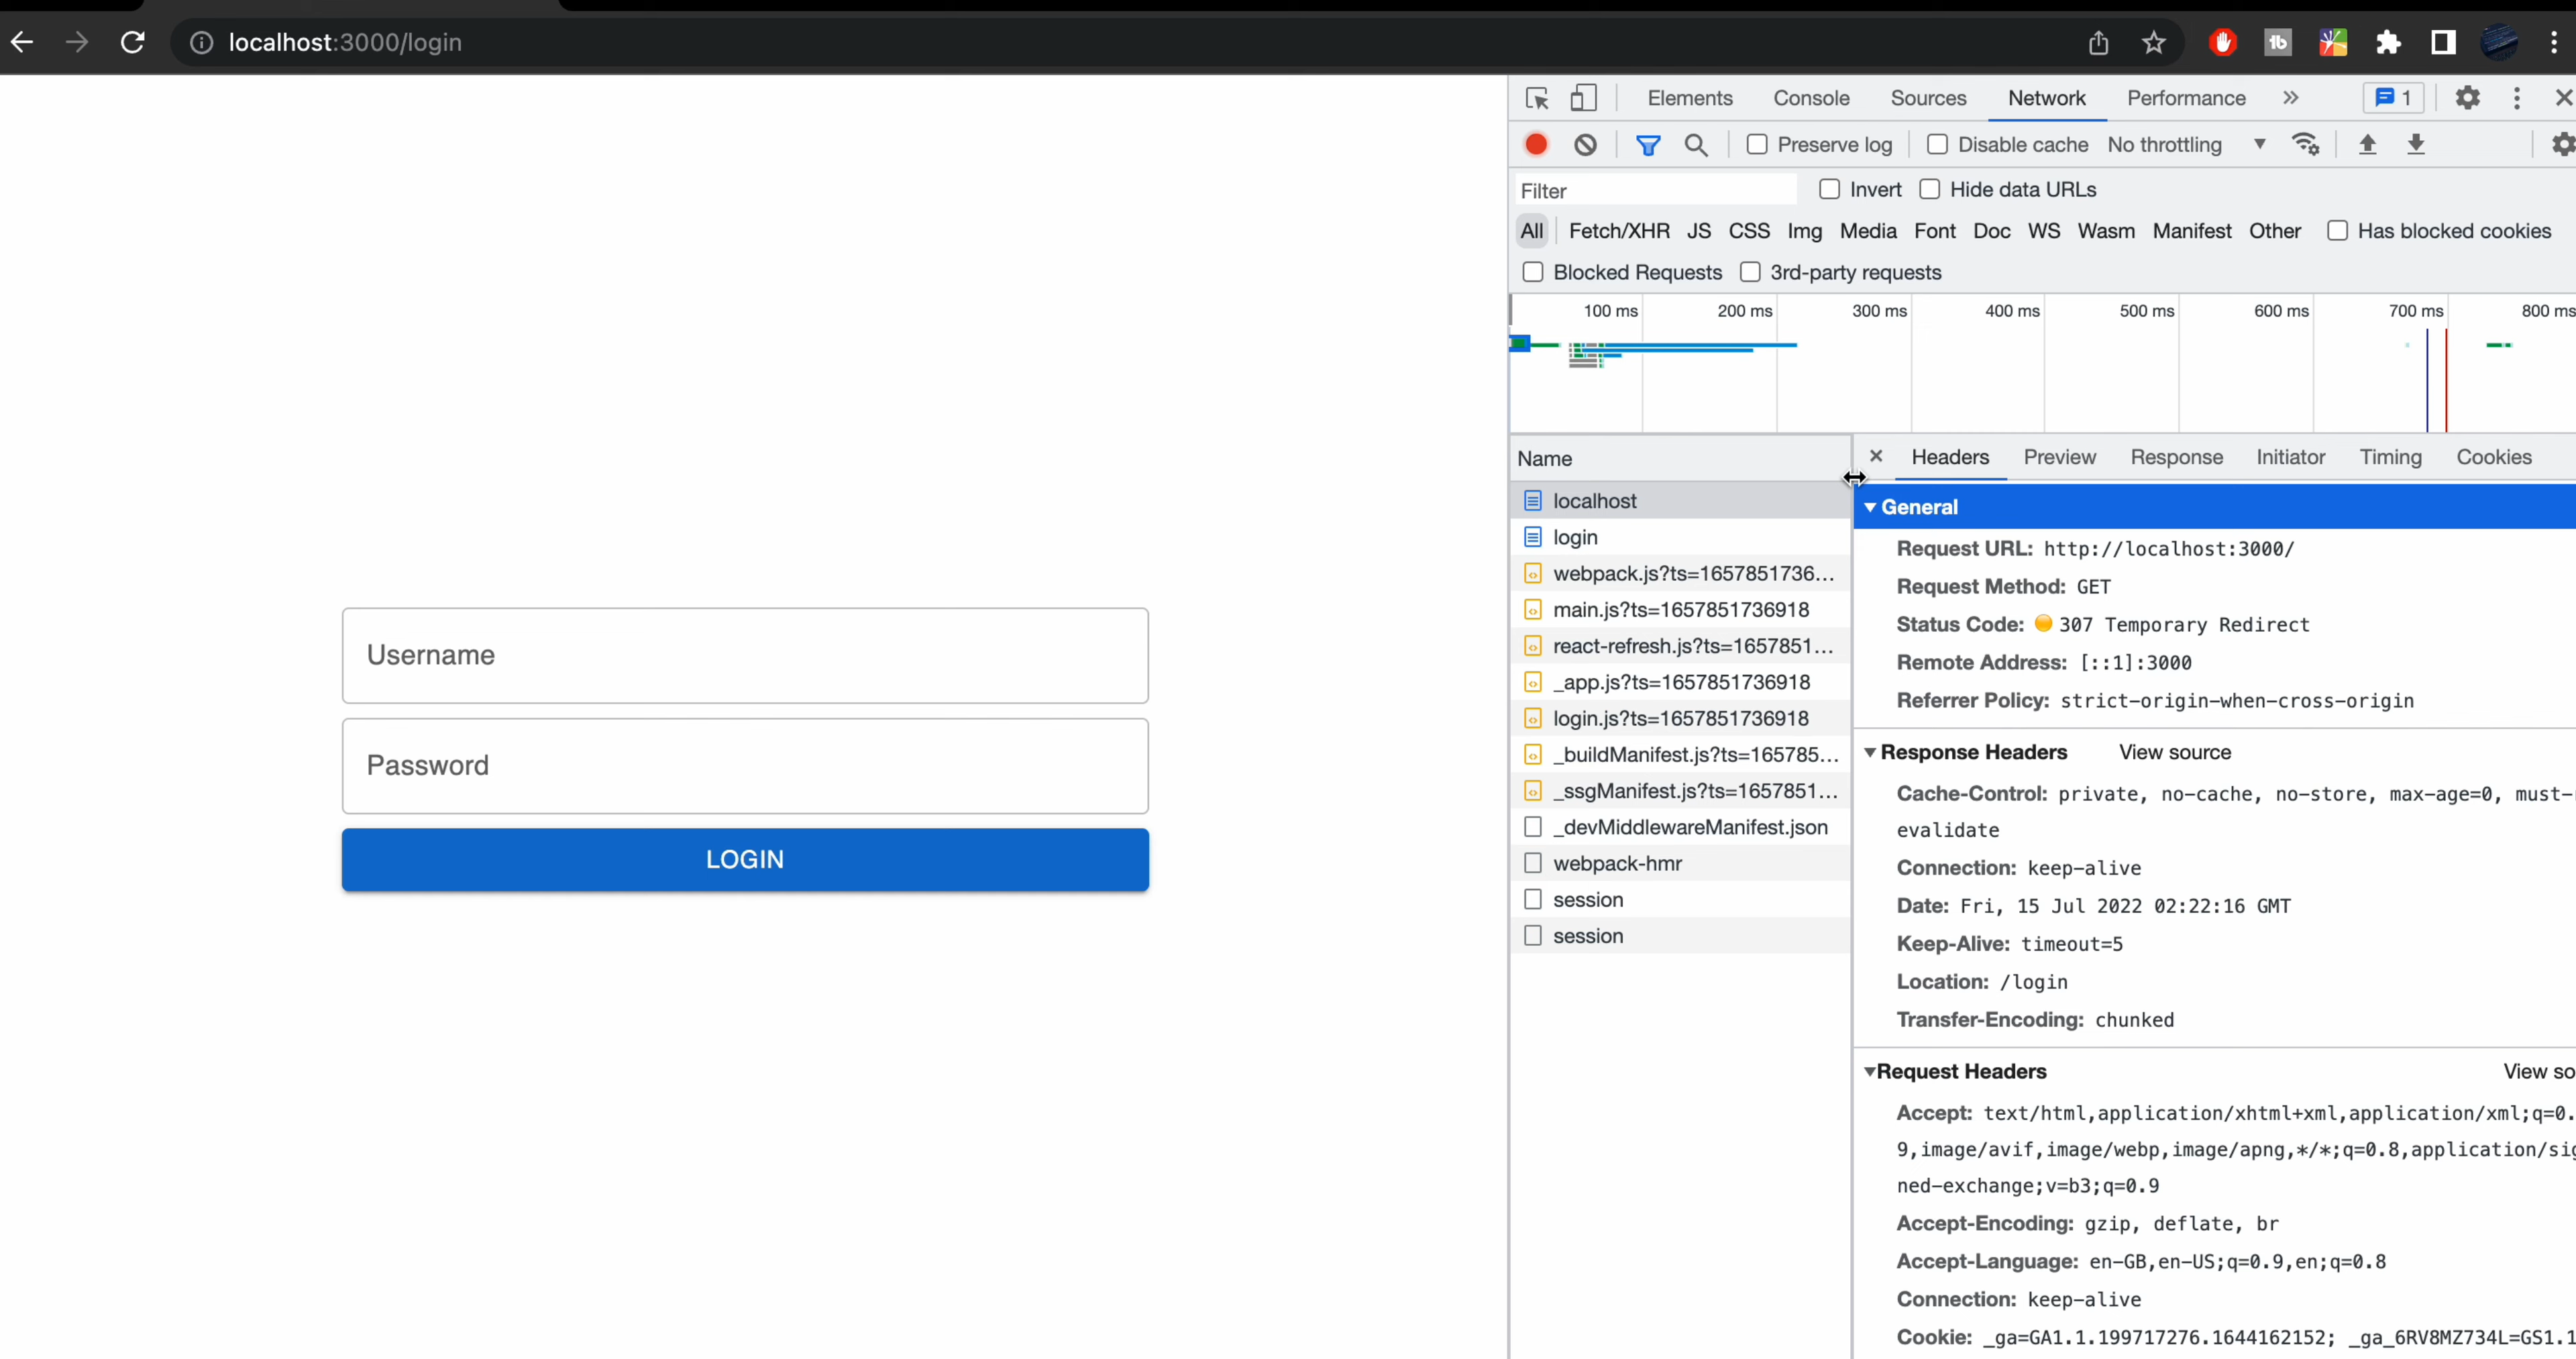 localhost:3000/login
Elements Console Sources Network Performance 1
Preserve log Disable cache No throttling
Filter Invert Hide data URLs
All Fetch/XHR JS CSS Img Media Font Doc WS Wasm Manifest Other Has blocked cookies
Blocked Requests 3rd-party requests
100 ms 200 ms 300 ms 400 ms 500 ms 600 ms 700 ms 800 ms
Name
localhost
login
webpack.js?ts=1657851736…
main.js?ts=1657851736918
react-refresh.js?ts=1657851…
_app.js?ts=1657851736918
login.js?ts=1657851736918
_buildManifest.js?ts=165785…
_ssgManifest.js?ts=1657851…
_devMiddlewareManifest.json
webpack-hmr
session
session
Headers Preview Response Initiator Timing Cookies
General
Request URL: http://localhost:3000/
Request Method: GET
Status Code: 307 Temporary Redirect
Remote Address: [::1]:3000
Referrer Policy: strict-origin-when-cross-origin
Response Headers View source
Cache-Control: private, no-cache, no-store, max-age=0, must-
evalidate
Connection: keep-alive
Date: Fri, 15 Jul 2022 02:22:16 GMT
Keep-Alive: timeout=5
Location: /login
Transfer-Encoding: chunked
Request Headers View so
Accept: text/html,application/xhtml+xml,application/xml;q=0.
9,image/avif,image/webp,image/apng,*/*;q=0.8,application/sig
ned-exchange;v=b3;q=0.9
Accept-Encoding: gzip, deflate, br
Accept-Language: en-GB,en-US;q=0.9,en;q=0.8
Connection: keep-alive
Cookie: _ga=GA1.1.199717276.1644162152; _ga_6RV8MZ734L=GS1.1
Username
Password
LOGIN